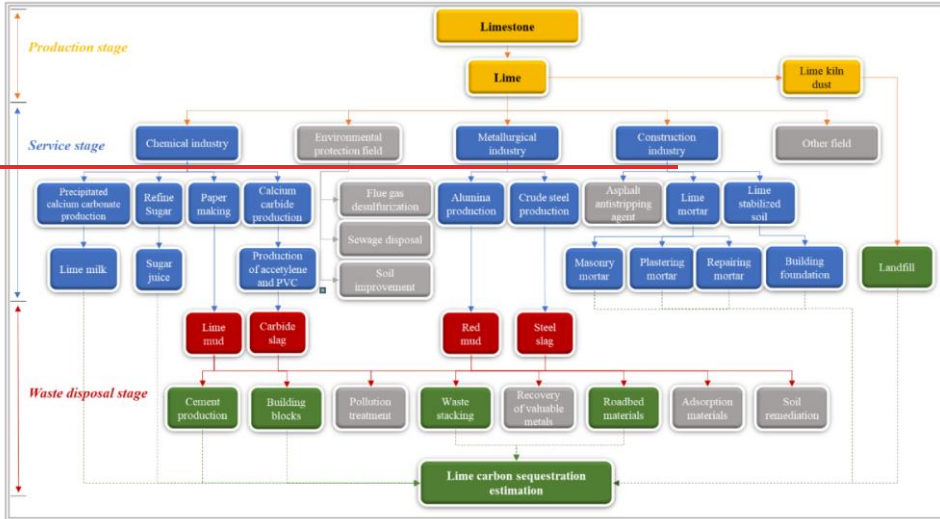 Limestone
Production stage
Lime
Lime kiln
dust
Service stage
Chemical industry
Environmental
protection field
Metallurgical
industry
Construction
industry
Other field
Precipitated
calcium carbonate
production
Refine
Sugar
Paper
making
Calcium
carbide
production
Flue gas
desulfurization
Alumina
production
Crude steel
production
Asphalt
antistripping
agent
Lime
mortar
Lime
stabilized
soil
Sewage disposal
Lime milk
Sugar
juice
Production
of accetylene
and PVC
Soil
improvement
Masonry
mortar
Plastering
mortar
Repairing
mortar
Building
foundation
Landfill
Lime
mud
Carbide
slag
Red
mud
Steel
slag
Waste disposal stage
Cement
production
Building
blocks
Pollution
treatment
Waste
stacking
Recovery
of valuable
metals
Roadbed
materials
Adsorption
materials
Soil
remediation
Lime carbon sequestration
estimation